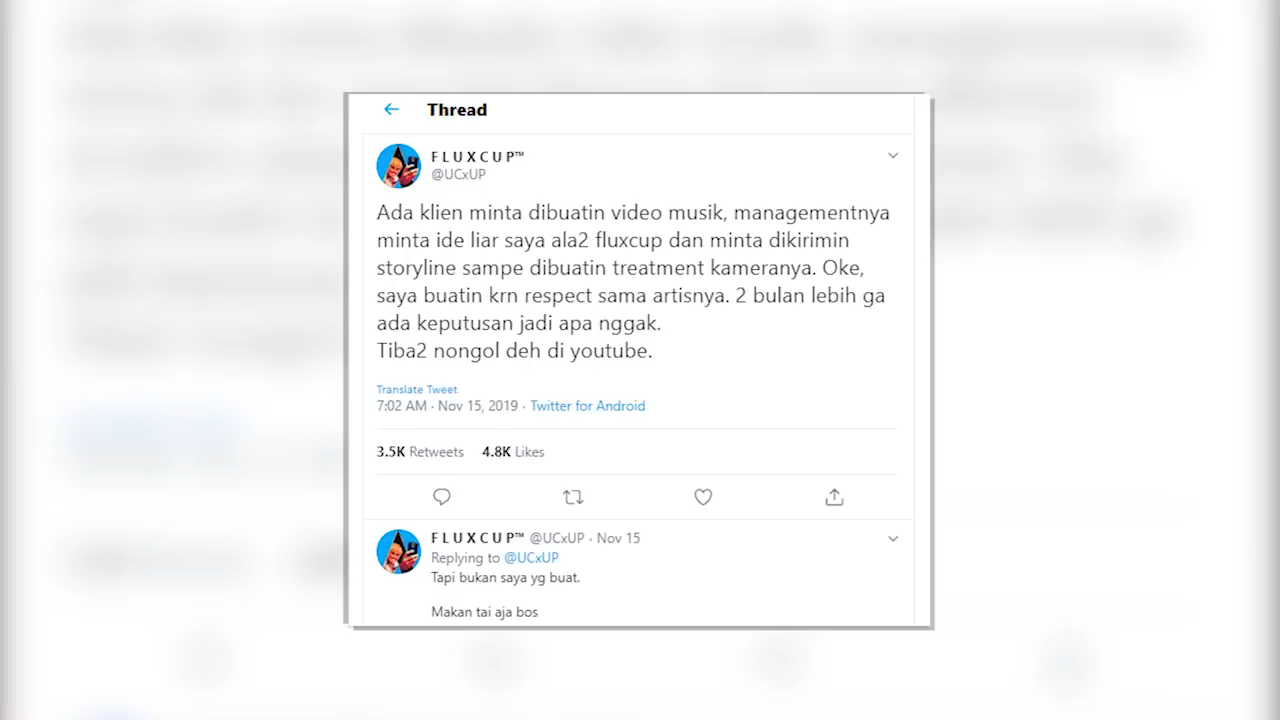 Thread
F L U X C U P™
@UCxUP
Ada klien minta dibuatin video musik, managementnya
minta ide liar saya ala2 fluxcup dan minta dikirimin
storyline sampe dibuatin treatment kameranya. Oke,
saya buatin krn respect sama artisnya. 2 bulan lebih ga
ada keputusan jadi apa nggak.
Tiba2 nongol deh di youtube.
Translate Tweet
7:02 AM · Nov 15, 2019 · Twitter for Android
3.5K Retweets 4.8K Likes
F L U X C U P™ @UCxUP · Nov 15
Replying to @UCxUP
Tapi bukan saya yg buat.
Makan tai aja bos